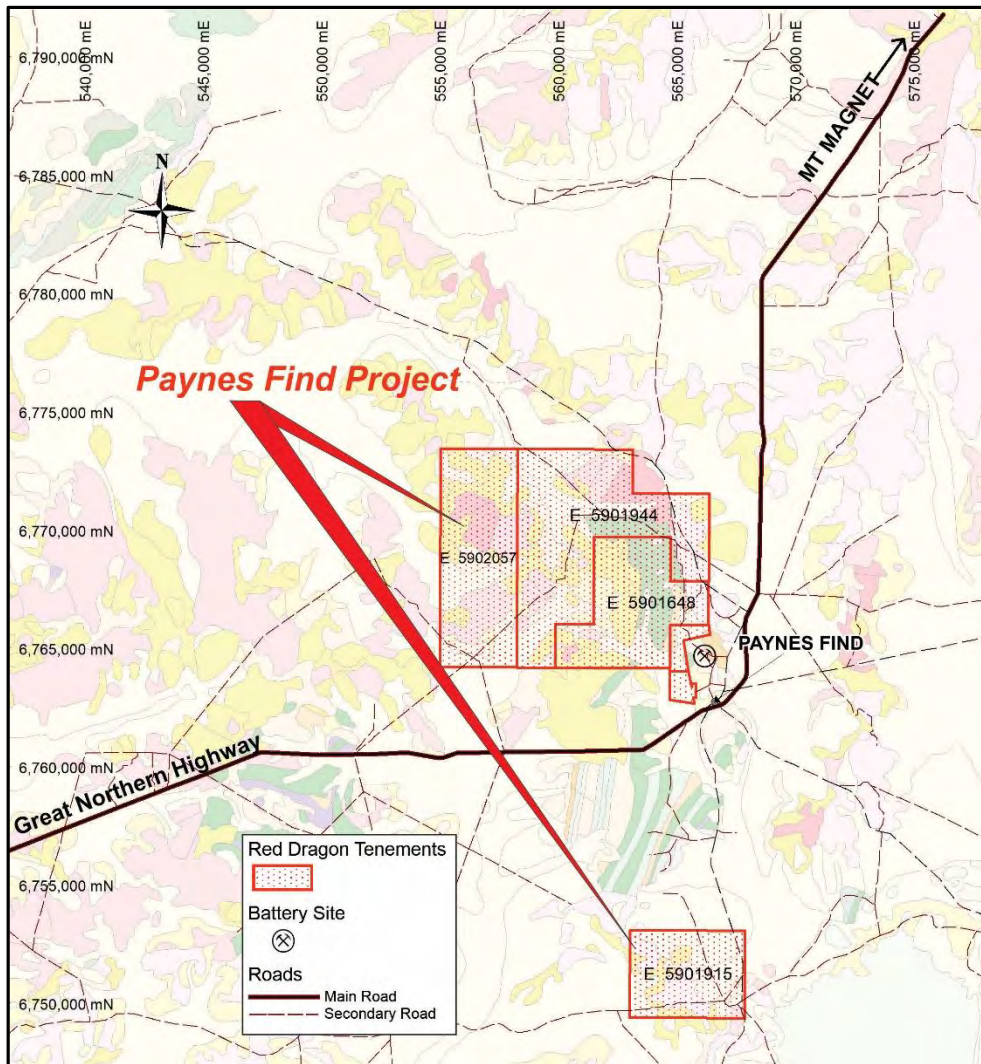 540,000 mE
545,000 mE
550,000 mE
555,000 mE
560,000 mE
565,000 mE
570,000 mE
575,000 mE
6,790,000 mN
MT MAGNET
6,785,000 mN
N
6,780,000 mN
Paynes Find Project
6,775,000 mN
E 5901944
6,770,000 mN
E 5902057
E 5901648
6,765,000 mN
PAYNES FIND
6,760,000 mN
Great Northern Highway
6,755,000 mN
6,750,000 mN
E 5901915
Red Dragon Tenements
Battery Site
Roads
Main Road
Secondary Road